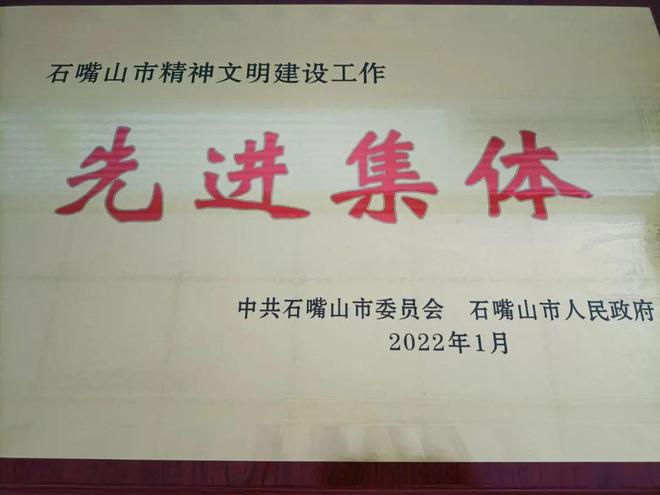 石嘴山市精神文明建设工作
先进集体
中共石嘴山市委员会 石嘴山市人民政府
2022年1月